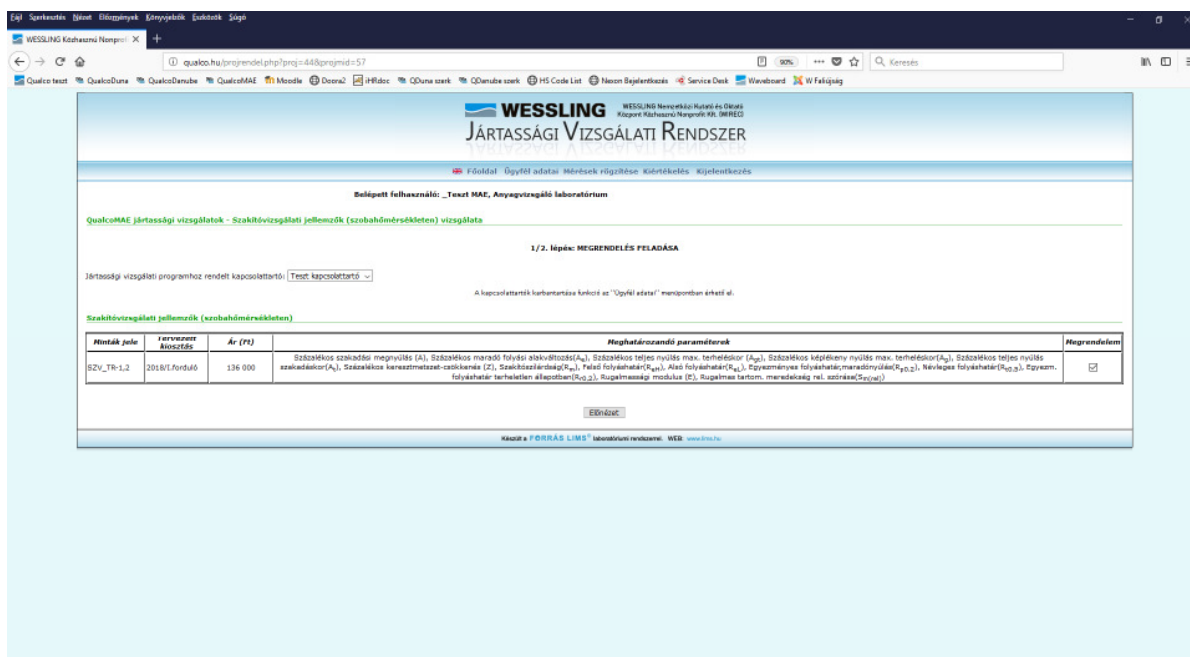 Fájl Szerkesztés Nézet Előzmények Könyvjelzők Eszközök Súgó
WESSLING Közhasznú Nonprofi
qualco.hu/projrendel.php?proj=44&projmid=57
90%
Keresés
Qualco teszt QualcoDuna QualcoDanube QualcoMAE Moodle Docra2 iHRdoc QDuna szerk QDanube szerk HS Code List Nexon Bejelentkezés Service Desk Waveboard W Faliújság
WESSLING WESSLING Nemzetközi Kutató és Oktató
Központ Közhasznú Nonprofit Kft. (WIREC)
JÁRTASSÁGI VIZSGÁLATI RENDSZER
Főoldal Ügyfél adatai Mérések rögzítése Kiértékelés Kijelentkezés
Belépett felhasználó: _Teszt MAE, Anyagvizsgáló laboratórium
QualcoMAE jártassági vizsgálatok - Szakítóvizsgálati jellemzők (szobahőmérsékleten) vizsgálata
1/2. lépés: MEGRENDELÉS FELADÁSA
Jártassági vizsgálati programhoz rendelt kapcsolattartó: Teszt kapcsolattartó
A kapcsolattartók karbantartása funkció az "Ügyfél adatai" menüpontban érhető el.
Szakítóvizsgálati jellemzők (szobahőmérsékleten)
Minták jele Tervezett kiosztás Ár (Ft) Meghatározandó paraméterek Megrendelem
SZV_TR-1,2 2018/I.forduló 136 000
Százalékos szakadási megnyúlás (A), Százalékos maradó folyási alakváltozás(Ae), Százalékos teljes nyúlás max. terheléskor (Agt), Százalékos képlékeny nyúlás max. terheléskor(Ag), Százalékos teljes nyúlás
szakadáskor(At), Százalékos keresztmetszet-csökkenés (Z), Szakítószilárdság(Rm), Felső folyáshatár(ReH), Alsó folyáshatár(ReL), Egyezményes folyáshatár,maradónyúlás(Rp0.2), Névleges folyáshatár(Rt0.5), Egyezm.
folyáshatár terheletlen állapotban(Rr0.2), Rugalmassági modulus (E), Rugalmas tartom. meredekség rel. szórása(Sm(rel))
Előnézet
Készült a FORRÁS LIMS® laboratóriumi rendszerrel. WEB: www.lims.hu